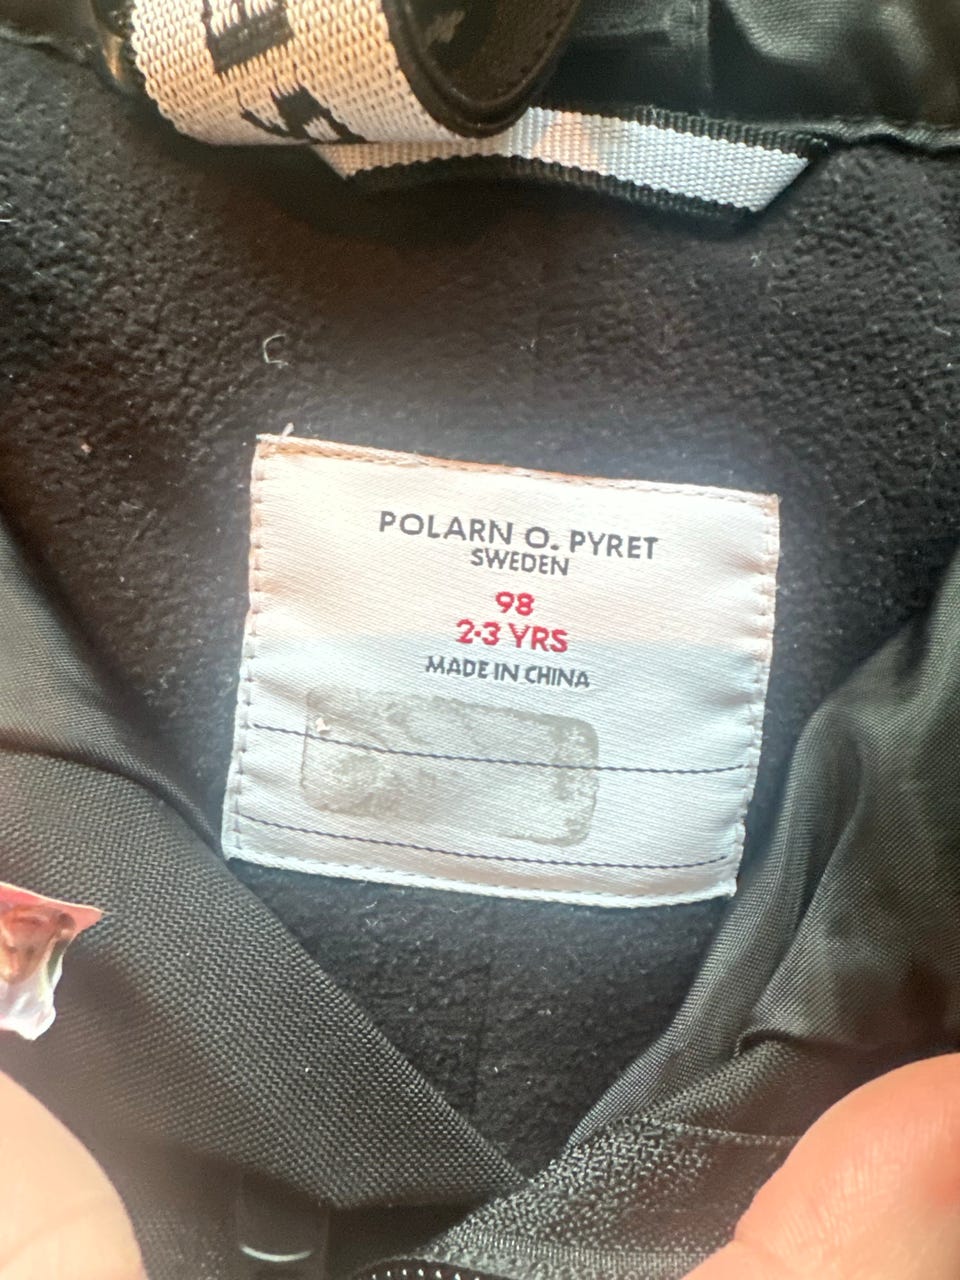 POLARN O. PYRET
SWEDEN
98
2-3 YRS
MADE IN CHINA